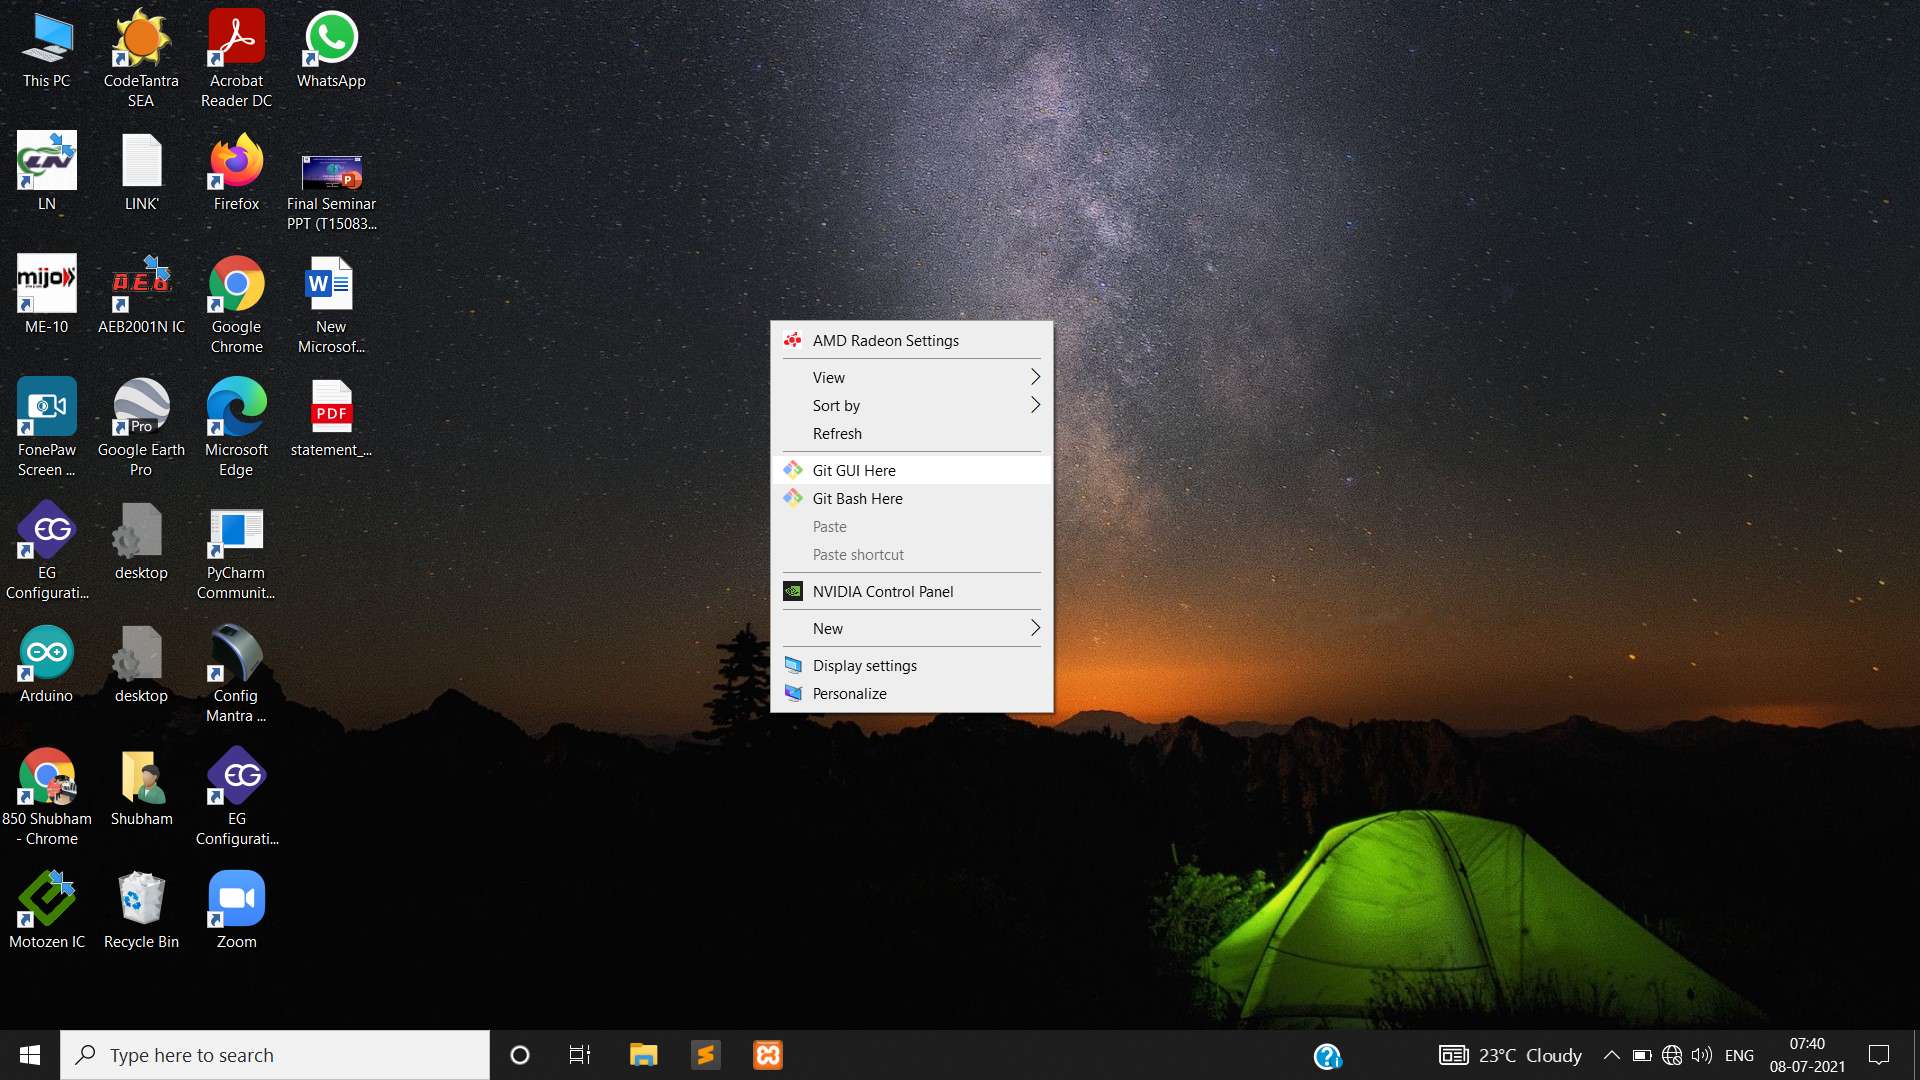 This PC
CodeTantra
SEA
Acrobat
Reader DC
WhatsApp
LN
LINK'
Firefox
Final Seminar
PPT (T15083...
mijo
ME-10
AEB
AEB2001N IC
Google
Chrome
New
Microsof...
FonePaw
Screen ...
Pro
Google Earth
Pro
Microsoft
Edge
PDF
statement_...
EG
EG
Configurati...
desktop
PyCharm
Communit...
Arduino
desktop
Config
Mantra ...
850 Shubham
- Chrome
Shubham
EG
EG
Configurati...
Motozen IC
Recycle Bin
Zoom
AMD Radeon Settings
View
Sort by
Refresh
Git GUI Here
Git Bash Here
Paste
Paste shortcut
NVIDIA Control Panel
New
Display settings
Personalize
Type here to search
23°C Cloudy
ENG
07:40
08-07-2021